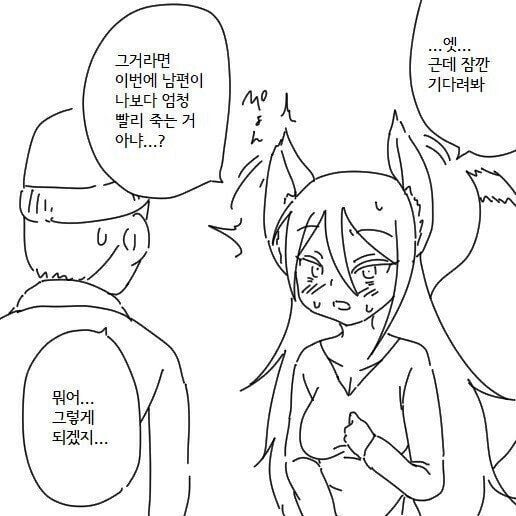 ...엣...
근데 잠깐
기다려봐
그거라면
이번에 남편이
나보다 엄청
빨리 죽는 거
아냐...?
뭐어...
그렇게
되겠지...